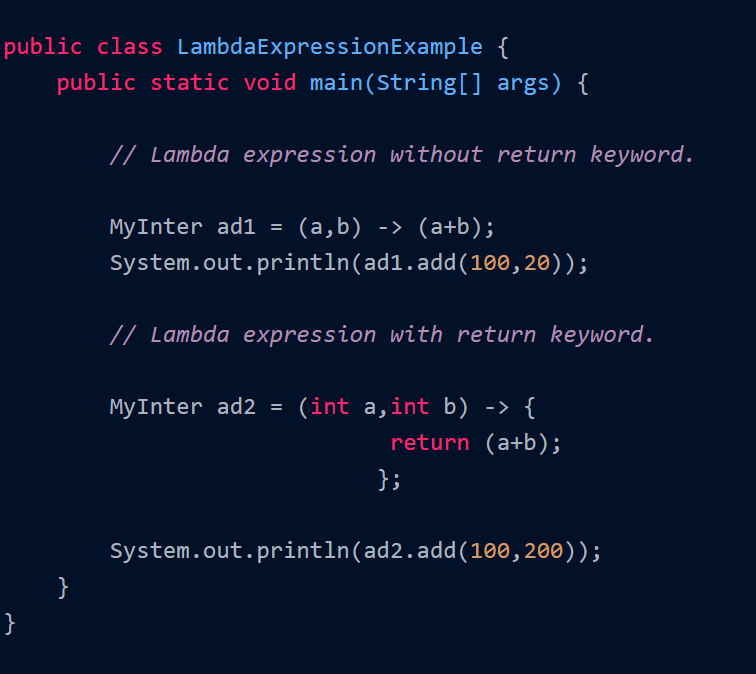 public class LambdaExpressionExample {
    public static void main(String[] args) {
        // Lambda expression without return keyword.
        MyInter ad1 = (a,b) -> (a+b);
        System.out.println(ad1.add(100,20));
        // Lambda expression with return keyword.
        MyInter ad2 = (int a,int b) -> {
                             return (a+b);
                            };
        System.out.println(ad2.add(100,200));
    }
}